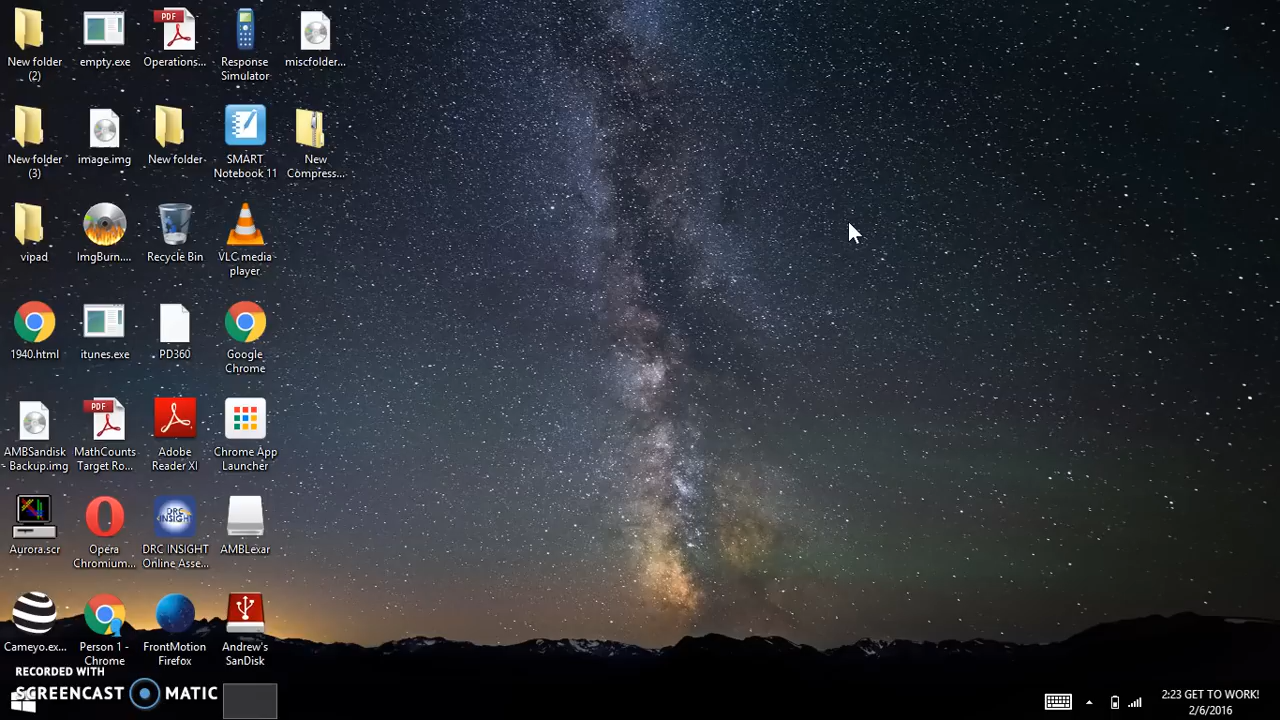 New folder (2)
empty.exe
Operations...
Response Simulator
miscfolder...
New folder (3)
image.img
New folder
SMART Notebook 11
New Compress...
vipad
ImgBurn....
Recycle Bin
VLC media player
1940.html
itunes.exe
PD360
Google Chrome
AMBSandisk - Backup.img
PDF
MathCounts Target Ro...
Adobe Reader XI
Chrome App Launcher
Aurora.scr
Opera Chromium...
DRC INSIGHT
DRC INSIGHT Online Asse...
AMBLexar
Cameyo.ex...
Person 1 - Chrome
FrontMotion Firefox
Andrew's SanDisk
PDF
RECORDED WITH
SCREENCAST MATIC
2:23 GET TO WORK!
2/6/2016